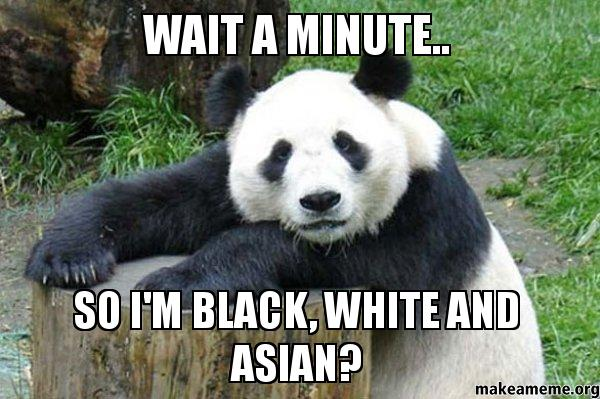 WAIT A MINUTE..
SO I'M BLACK, WHITE AND
ASIAN?
makeameme.org